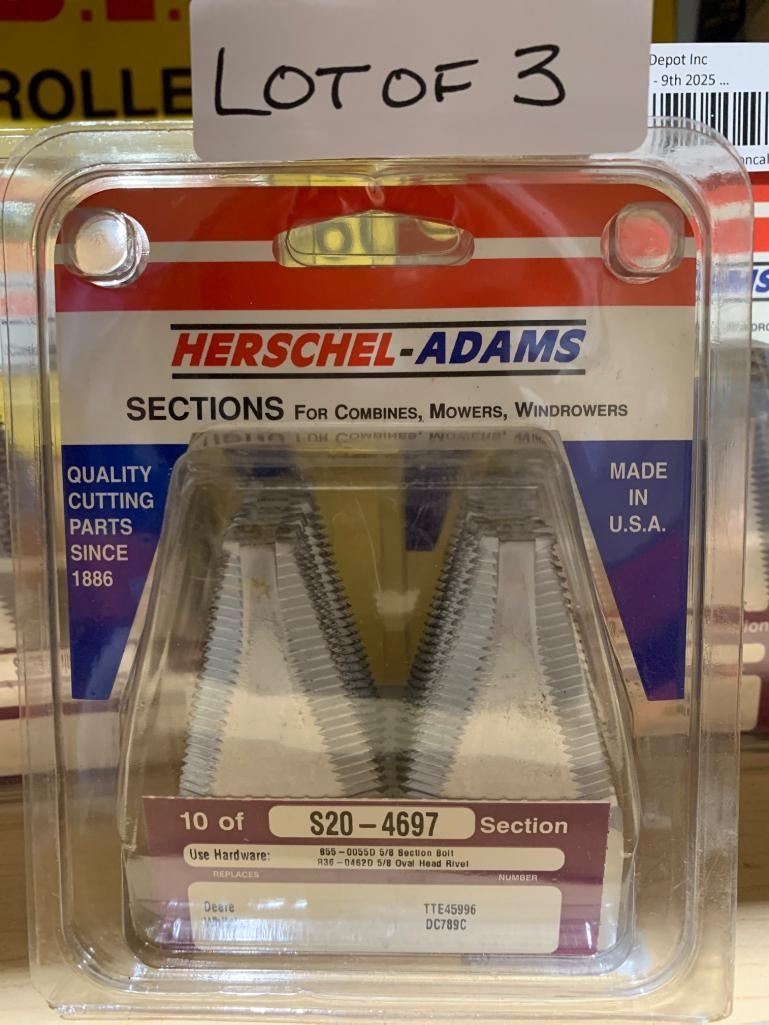 ROLLE
LOT OF 3
Depot Inc
- 9th 2025 ...
HERSCHEL-ADAMS
SECTIONS FOR COMBINES, MOWERS, WINDROWERS
QUALITY
CUTTING
PARTS
SINCE
1886
MADE
IN
U.S.A.
10 of S20-4697 Section
Use Hardware: 855-0055D 5/8 Section Bolt
R36-0462D 5/8 Oval Head Rivet
REPLACES NUMBER
Deere TTE45996
DC789C